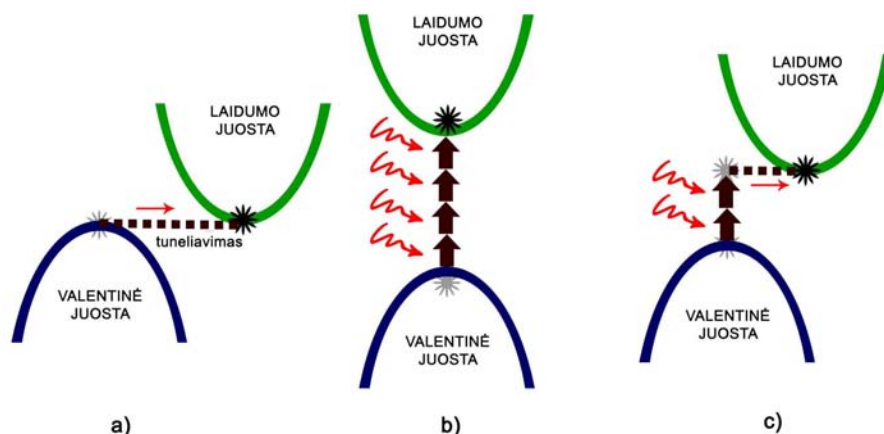 LAIDUMO
JUOSTA
tuneliavimas
VALENTINĖ
JUOSTA
a)
LAIDUMO
JUOSTA
VALENTINĖ
JUOSTA
b)
LAIDUMO
JUOSTA
VALENTINĖ
JUOSTA
c)